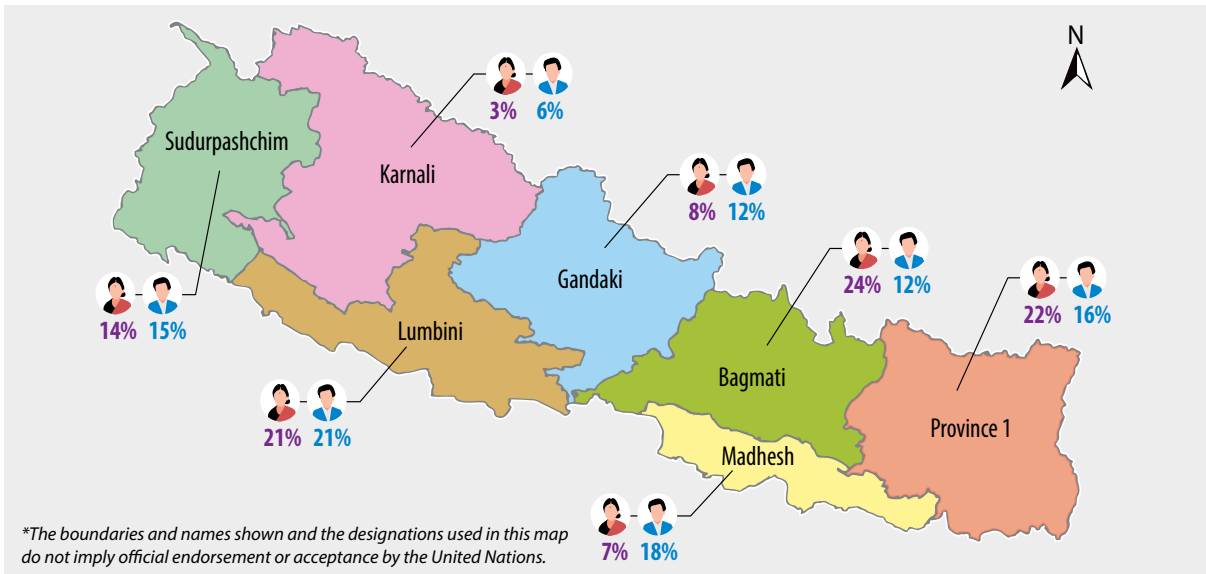 N
3% 6%
Sudurpashchim
Karnali
8% 12%
24% 12%
Gandaki
22% 16%
14% 15%
Lumbini
Bagmati
21% 21%
Province 1
Madhesh
7% 18%
*The boundaries and names shown and the designations used in this map
do not imply official endorsement or acceptance by the United Nations.